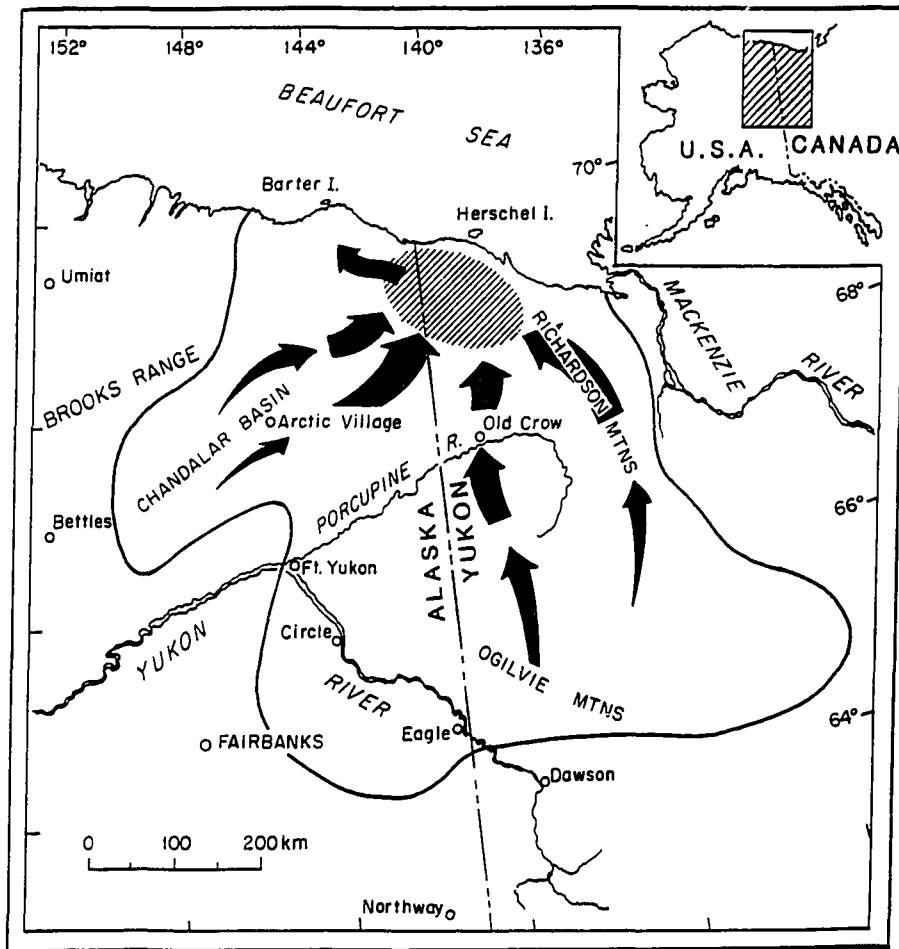 152°
148°
144°
140°
136°
BEAUFORT SEA
70°
U.S.A.
CANADA
Barter I.
Herschel I.
Umiat
68°
MACKENZIE RIVER
RICHARDSON MTNS
BROOKS RANGE
CHANDALAR BASIN
Arctic Village
Old Crow
PORCUPINE R.
66°
Bettles
ALASKA
YUKON
Ft. Yukon
Circle
YUKON RIVER
OGILVIE MTNS
64°
Eagle
FAIRBANKS
Dawson
0 100 200 km
Northway